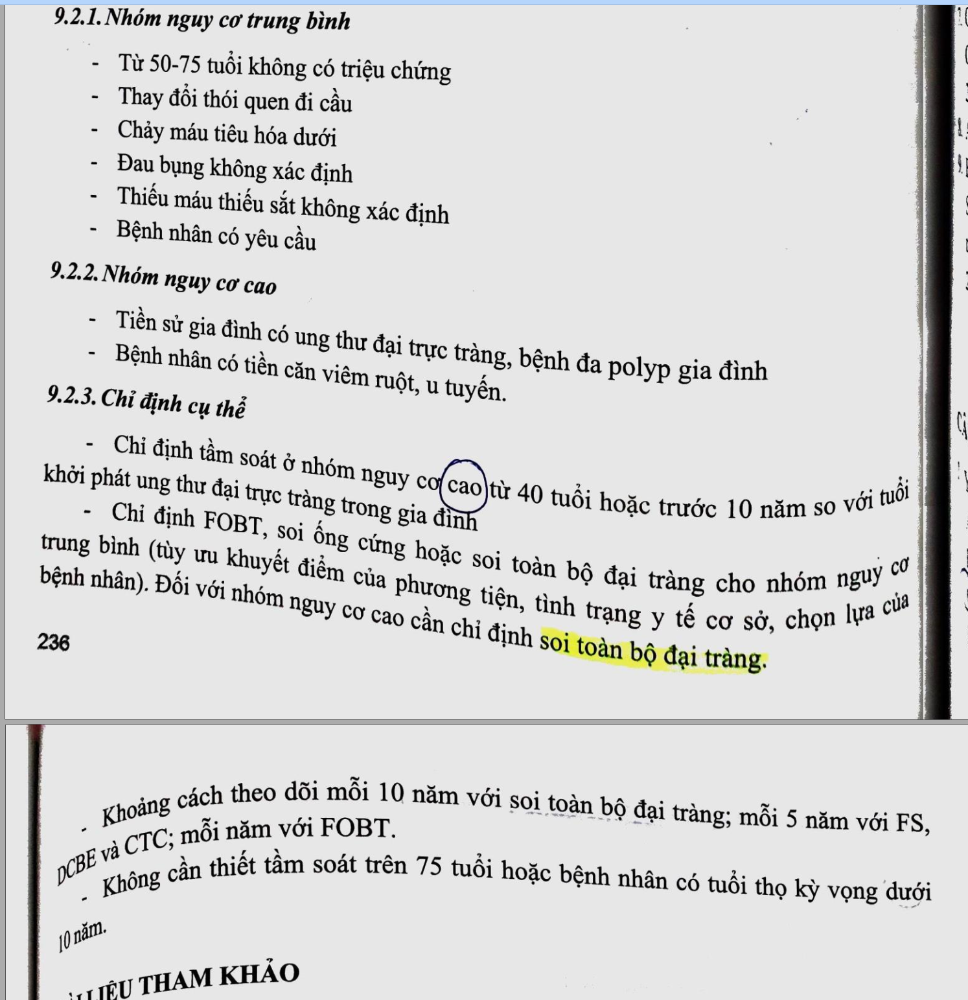 9.2.1. Nhóm nguy cơ trung bình
- Từ 50-75 tuổi không có triệu chứng
- Thay đổi thói quen đi cầu
- Chảy máu tiêu hóa dưới
- Đau bụng không xác định
- Thiếu máu thiếu sắt không xác định
- Bệnh nhân có yêu cầu
9.2.2. Nhóm nguy cơ cao
- Tiền sử gia đình có ung thư đại trực tràng, bệnh đa polyp gia đình
- Bệnh nhân có tiền căn viêm ruột, u tuyến.
9.2.3. Chỉ định cụ thể
- Chỉ định tầm soát ở nhóm nguy cơ cao từ 40 tuổi hoặc trước 10 năm so với tuổi
khởi phát ung thư đại trực tràng trong gia đình
- Chỉ định FOBT, soi ống cứng hoặc soi toàn bộ đại tràng cho nhóm nguy cơ
trung bình (tùy ưu khuyết điểm của phương tiện, tình trạng y tế cơ sở, chọn lựa của
bệnh nhân). Đối với nhóm nguy cơ cao cần chỉ định soi toàn bộ đại tràng.
236
- Khoảng cách theo dõi mỗi 10 năm với soi toàn bộ đại tràng; mỗi 5 năm với FS,
DCBE và CTC; mỗi năm với FOBT.
- Không cần thiết tầm soát trên 75 tuổi hoặc bệnh nhân có tuổi thọ kỳ vọng dưới
10 năm.
LIỆU THAM KHẢO